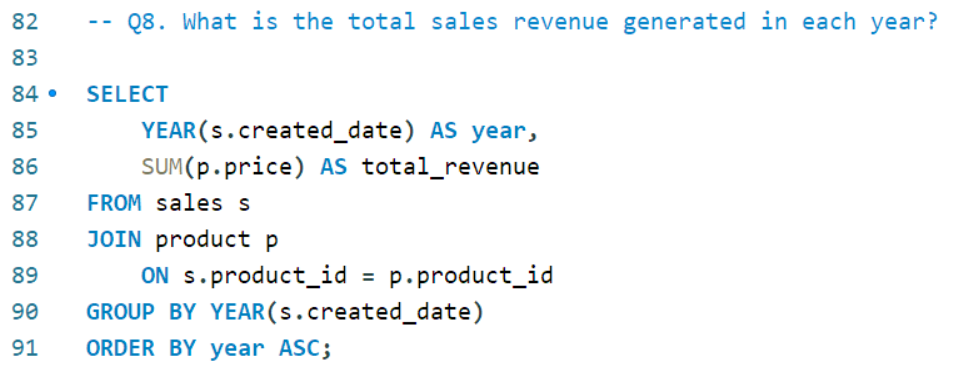 82 -- Q8. What is the total sales revenue generated in each year?
83
84 • SELECT
85 YEAR(s.created_date) AS year,
86 SUM(p.price) AS total_revenue
87 FROM sales s
88 JOIN product p
89 ON s.product_id = p.product_id
90 GROUP BY YEAR(s.created_date)
91 ORDER BY year ASC;